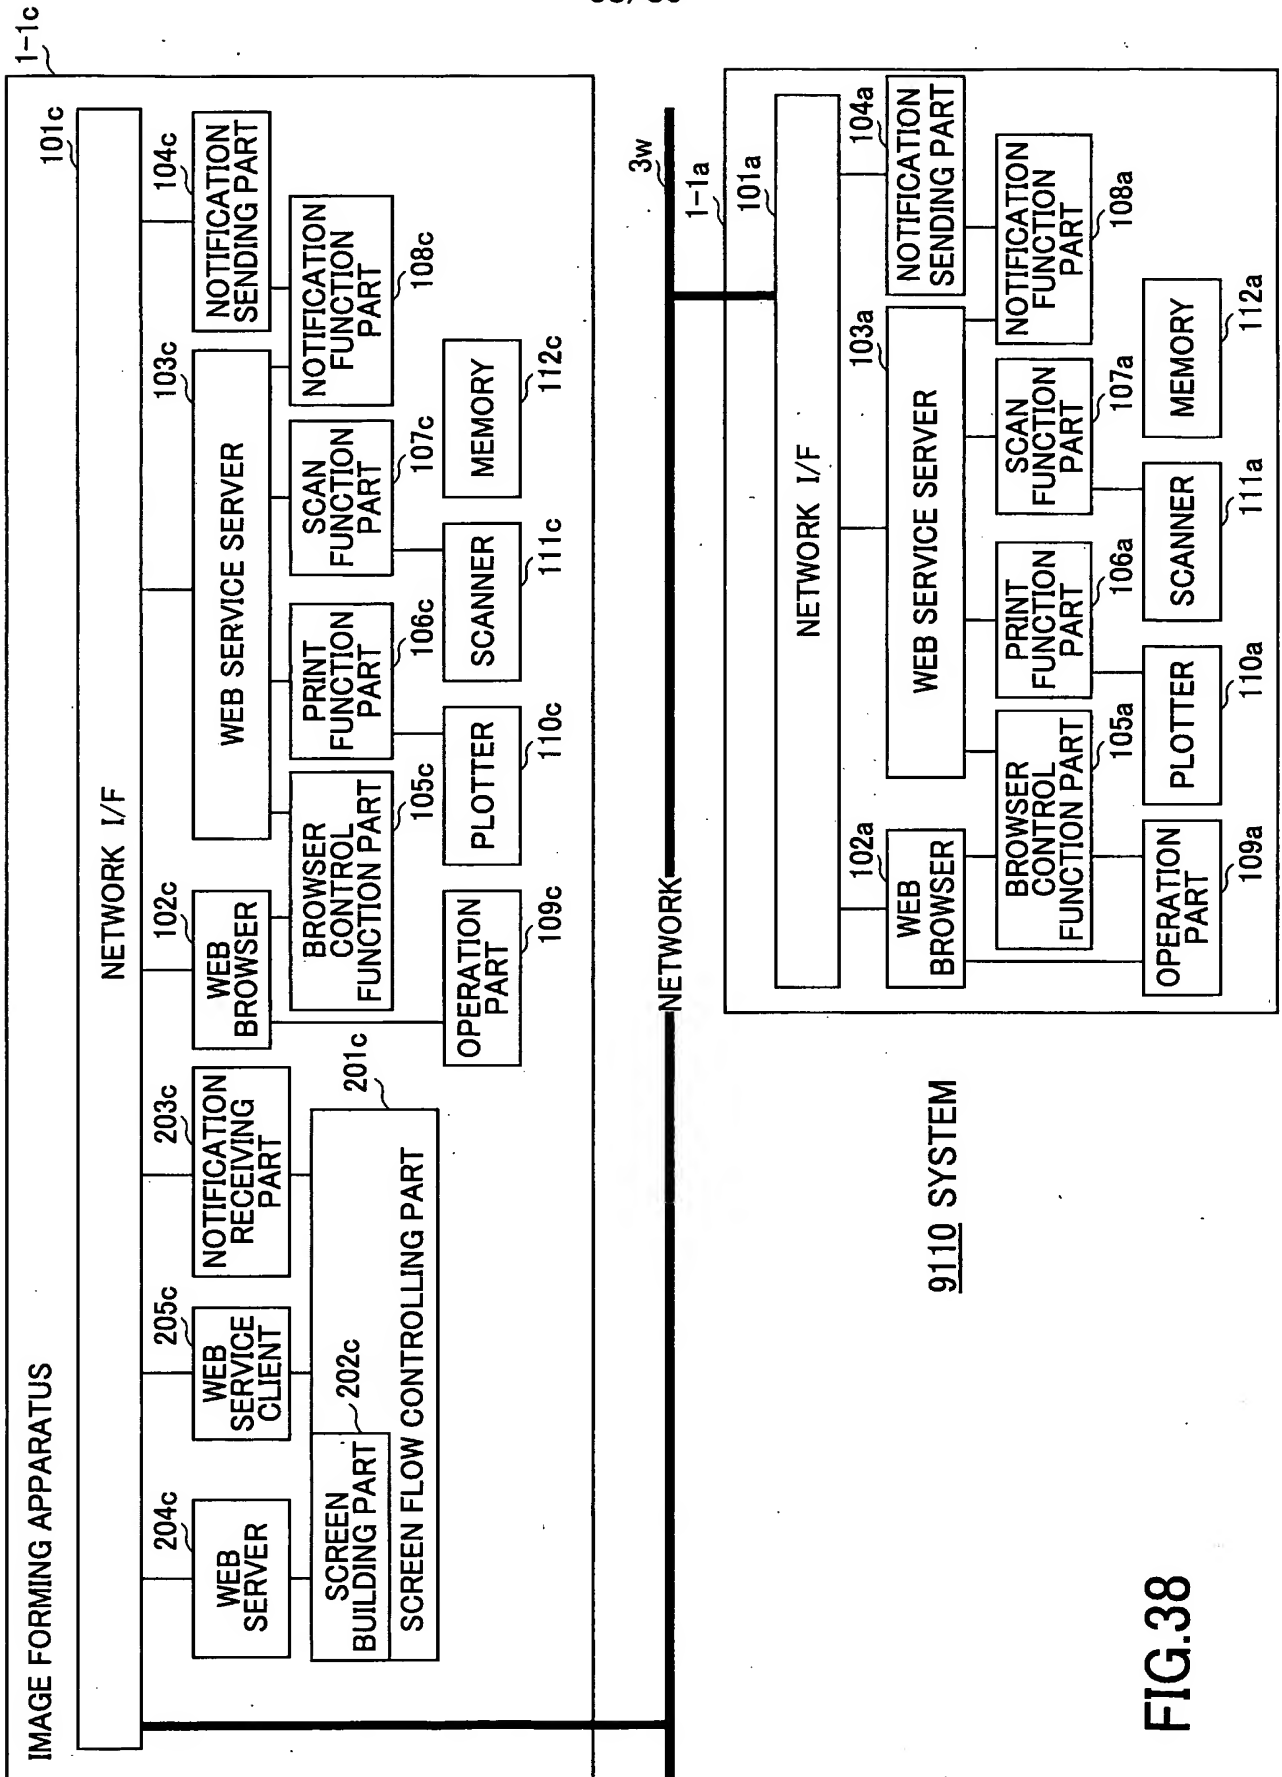 IMAGE FORMING APPARATUS
1-1c
101c
NETWORK I/F
204c
205c
203c
102c
103c
104c
WEB
SERVER
WEB
SERVICE
CLIENT
NOTIFICATION
RECEIVING
PART
WEB
BROWSER
WEB SERVICE SERVER
NOTIFICATION
SENDING PART
SCREEN
BUILDING PART
202c
201c
SCREEN FLOW CONTROLLING PART
BROWSER
CONTROL
FUNCTION PART
105c
PRINT
FUNCTION
PART
106c
SCAN
FUNCTION
PART
107c
NOTIFICATION
FUNCTION
PART
108c
OPERATION
PART
109c
PLOTTER
110c
SCANNER
111c
MEMORY
112c
NETWORK
3w
1-1a
101a
NETWORK I/F
102a
103a
104a
WEB
BROWSER
WEB SERVICE SERVER
NOTIFICATION
SENDING PART
BROWSER
CONTROL
FUNCTION PART
105a
PRINT
FUNCTION
PART
106a
SCAN
FUNCTION
PART
107a
NOTIFICATION
FUNCTION
PART
108a
OPERATION
PART
109a
PLOTTER
110a
SCANNER
111a
MEMORY
112a
9110 SYSTEM
FIG.38